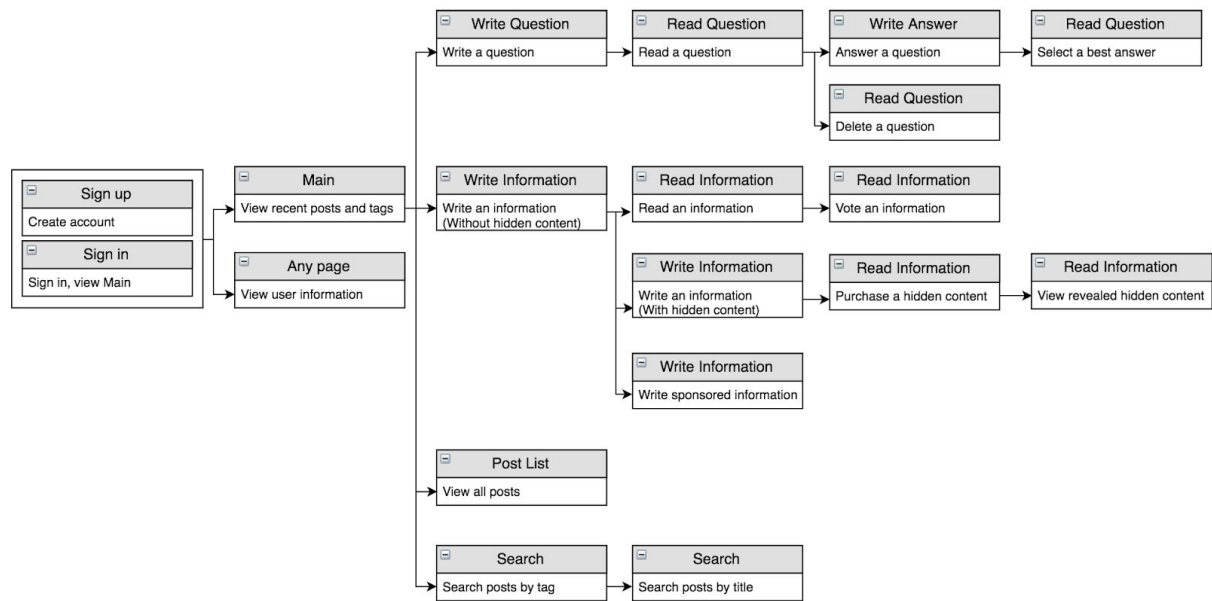 Write Question
Write a question
Read Question
Read a question
Write Answer
Answer a question
Read Question
Select a best answer
Read Question
Delete a question
Sign up
Create account
Sign in
Sign in, view Main
Main
View recent posts and tags
Any page
View user information
Write Information
Write an information
(Without hidden content)
Read Information
Read an information
Read Information
Vote an information
Write Information
Write an information
(With hidden content)
Read Information
Purchase a hidden content
Read Information
View revealed hidden content
Write Information
Write sponsored information
Post List
View all posts
Search
Search posts by tag
Search
Search posts by title